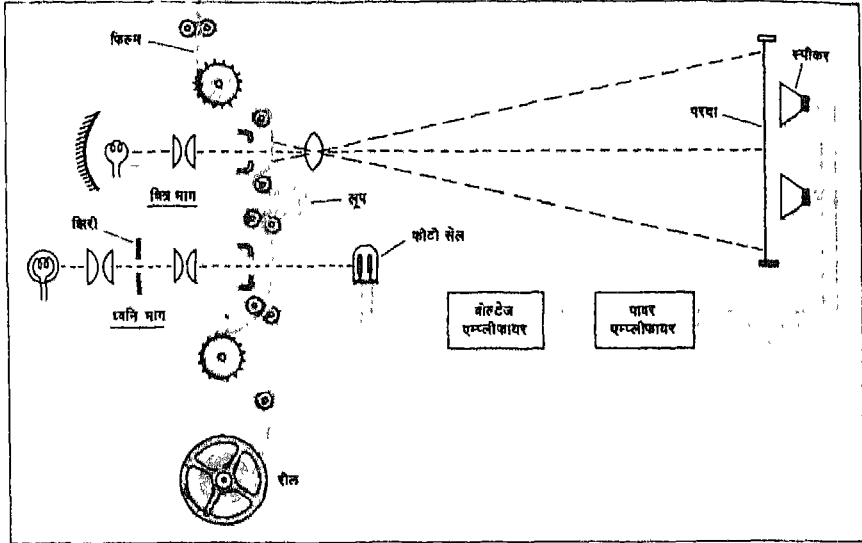 फिल्म
स्पीकर
परदा
चित्र भाग
लूप
झिरी
फोटो सेल
ध्वनि भाग
वोल्टेज
एम्प्लीफायर
पावर
एम्प्लीफायर
रील